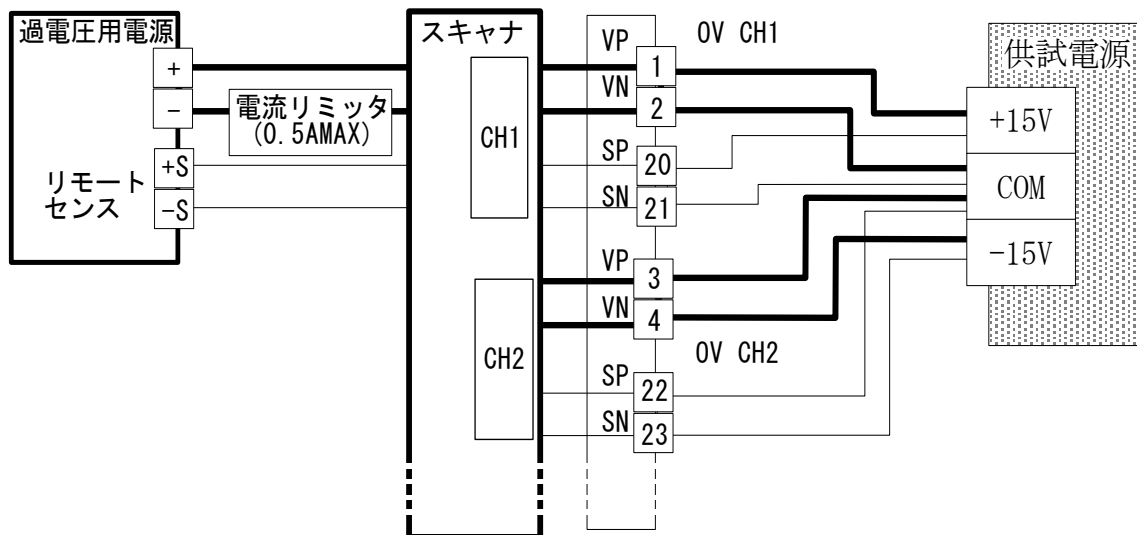 過電圧用電源
+
-
+S
-S
リモート
センス
電流リミッタ
(0.5AMAX)
スキャナ
CH1
CH2
VP
VN
SP
SN
VP
VN
SP
SN
1
2
20
21
3
4
22
23
OV CH1
OV CH2
供試電源
+15V
COM
-15V